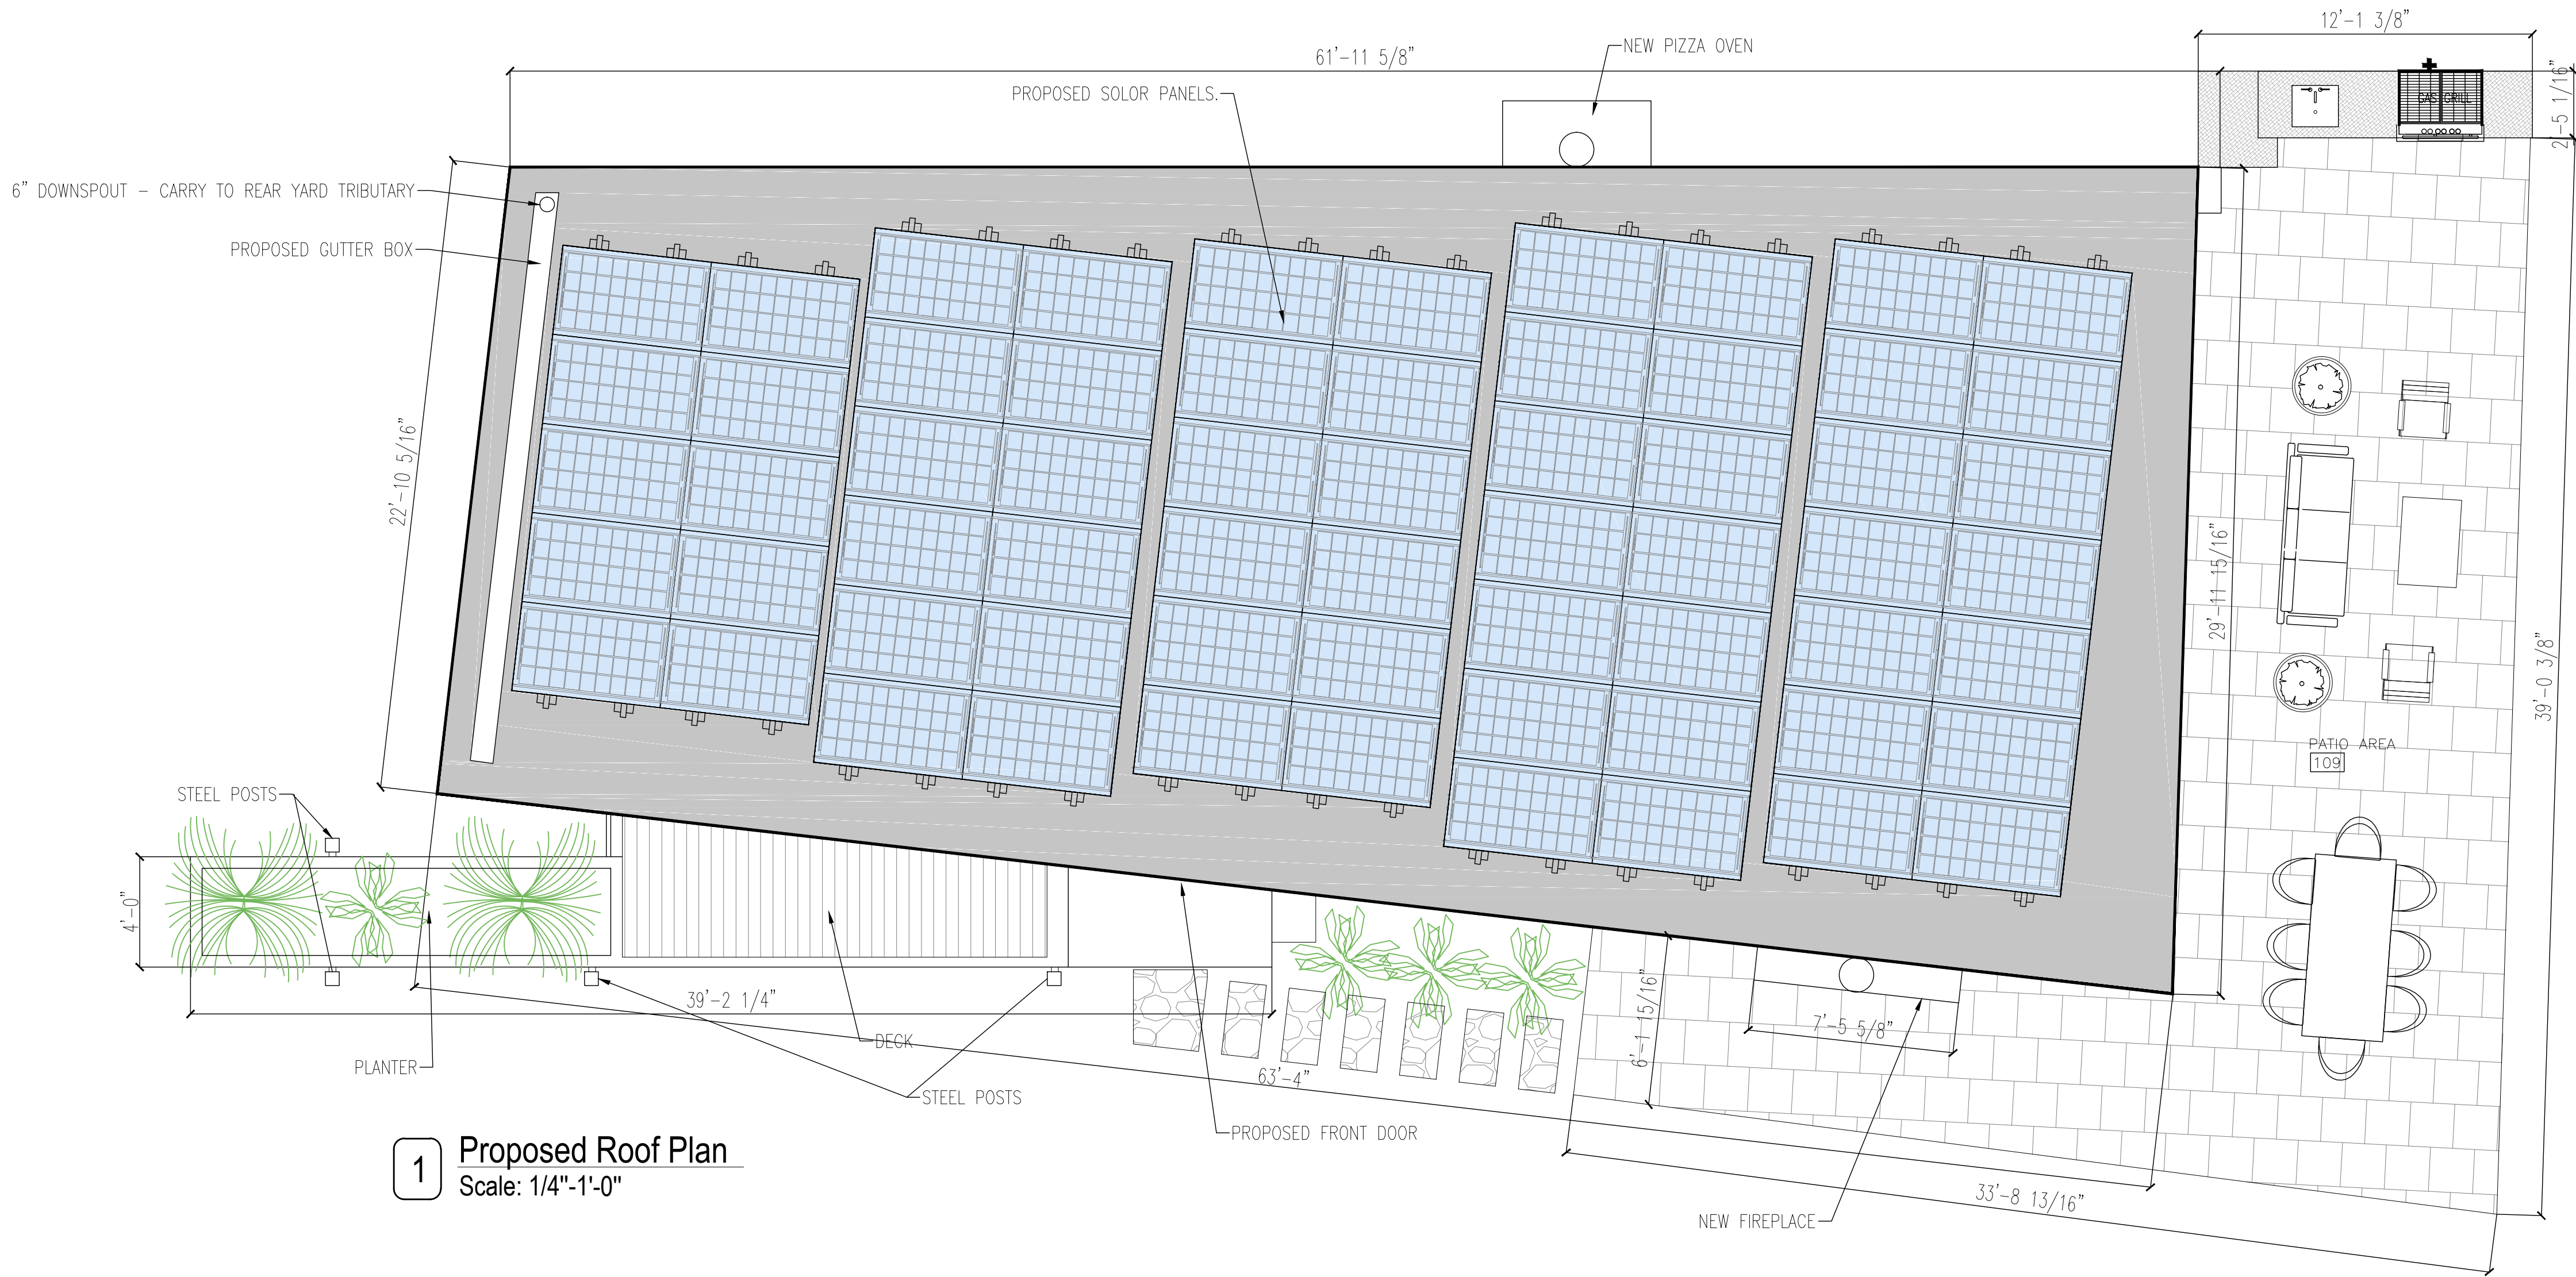 12'-1 3/8"
61'-11 5/8"
NEW PIZZA OVEN
PROPOSED SOLOR PANELS.
GAS GRILL
2'-5 1/16"
6" DOWNSPOUT - CARRY TO REAR YARD TRIBUTARY
PROPOSED GUTTER BOX
22'-10 5/16"
29'-11 15/16"
39'-0 3/8"
PATIO AREA
109
STEEL POSTS
4'-0"
39'-2 1/4"
6'-1 15/16"
7'-5 5/8"
DECK
PLANTER
63'-4"
STEEL POSTS
PROPOSED FRONT DOOR
1
Proposed Roof Plan
Scale: 1/4"-1'-0"
33'-8 13/16"
NEW FIREPLACE